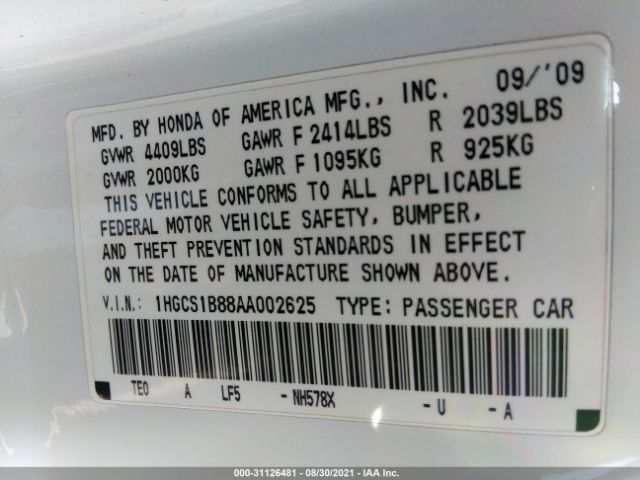 09/'09
MFD. BY HONDA OF AMERICA MFG., INC.
GVWR 4409LBS GAWR F 2414LBS R 2039LBS
GVWR 2000KG GAWR F 1095KG R 925KG
THIS VEHICLE CONFORMS TO ALL APPLICABLE
FEDERAL MOTOR VEHICLE SAFETY, BUMPER,
AND THEFT PREVENTION STANDARDS IN EFFECT
ON THE DATE OF MANUFACTURE SHOWN ABOVE.
V.I.N.: 1HGCS1B88AA002625 TYPE: PASSENGER CAR
TE0 A LF5 - NH578X - U - A
000-31126481 - 08/30/2021 - IAA Inc.